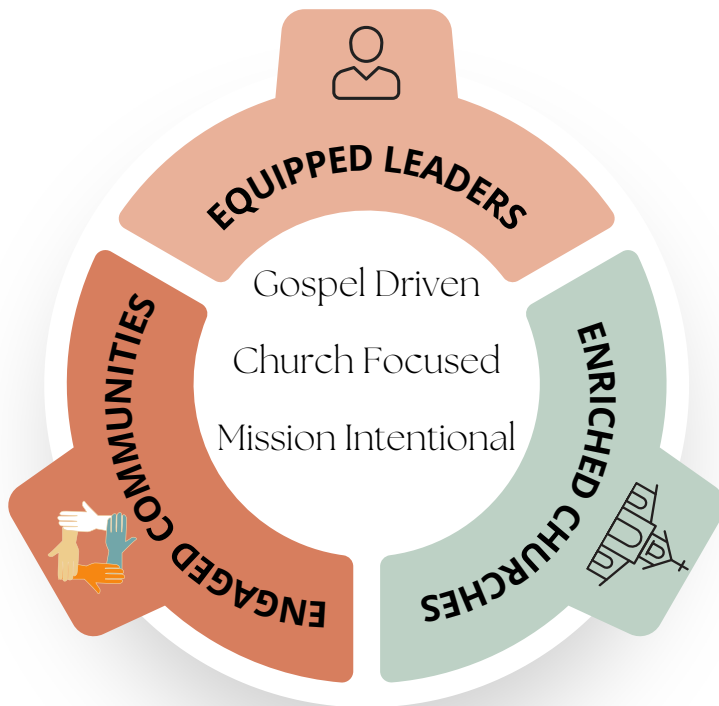 EQUIPPED LEADERS
Gospel Driven
Church Focused
Mission Intentional
ENRICHED CHURCHES
ENGAGED COMMUNITIES